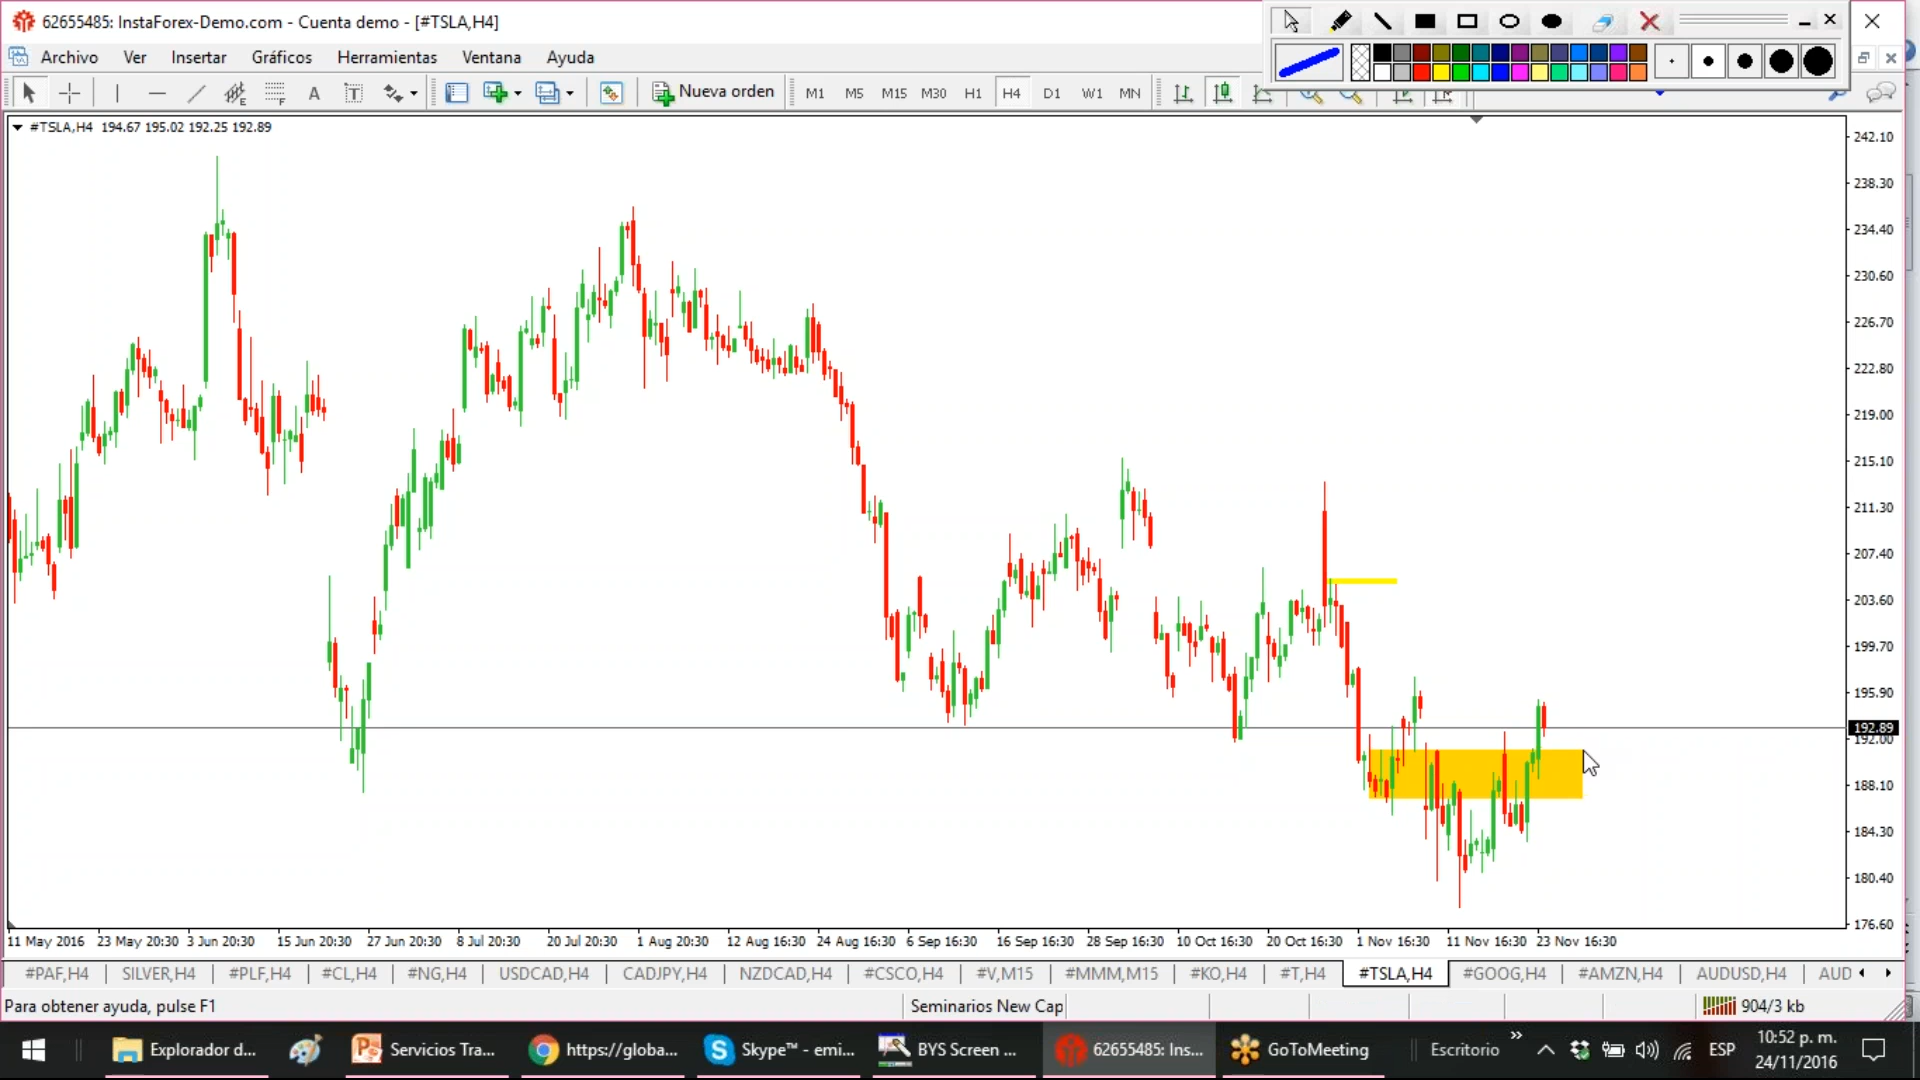 62655485: InstaForex-Demo.com - Cuenta demo - [#TSLA,H4]
Archivo Ver Insertar Gráficos Herramientas Ventana Ayuda
A T E F Nueva orden M1 M5 M15 M30 H1 H4 D1 W1 MN
#TSLA,H4 194.67 195.02 192.25 192.89
242.10
238.30
234.40
230.60
226.70
222.80
219.00
215.10
211.30
207.40
203.60
199.70
195.90
192.89
192.00
188.10
184.30
180.40
176.60
11 May 2016 23 May 20:30 3 Jun 20:30 15 Jun 20:30 27 Jun 20:30 8 Jul 20:30 20 Jul 20:30 1 Aug 20:30 12 Aug 16:30 24 Aug 16:30 6 Sep 16:30 16 Sep 16:30 28 Sep 16:30 10 Oct 16:30 20 Oct 16:30 1 Nov 16:30 11 Nov 16:30 23 Nov 16:30
#PAF,H4 SILVER,H4 #PLF,H4 #CL,H4 #NG,H4 USDCAD,H4 CADJPY,H4 NZDCAD,H4 #CSCO,H4 #V,M15 #MMM,M15 #KO,H4 #T,H4 #TSLA,H4 #GOOG,H4 #AMZN,H4 AUDUSD,H4 AUD
Para obtener ayuda, pulse F1 Seminarios New Cap 904/3 kb
Explorador d... Servicios Tra... https://globa... Skype™ - emi... BYS Screen ... 62655485: Ins... GoToMeeting Escritorio ESP 10:52 p. m.
24/11/2016